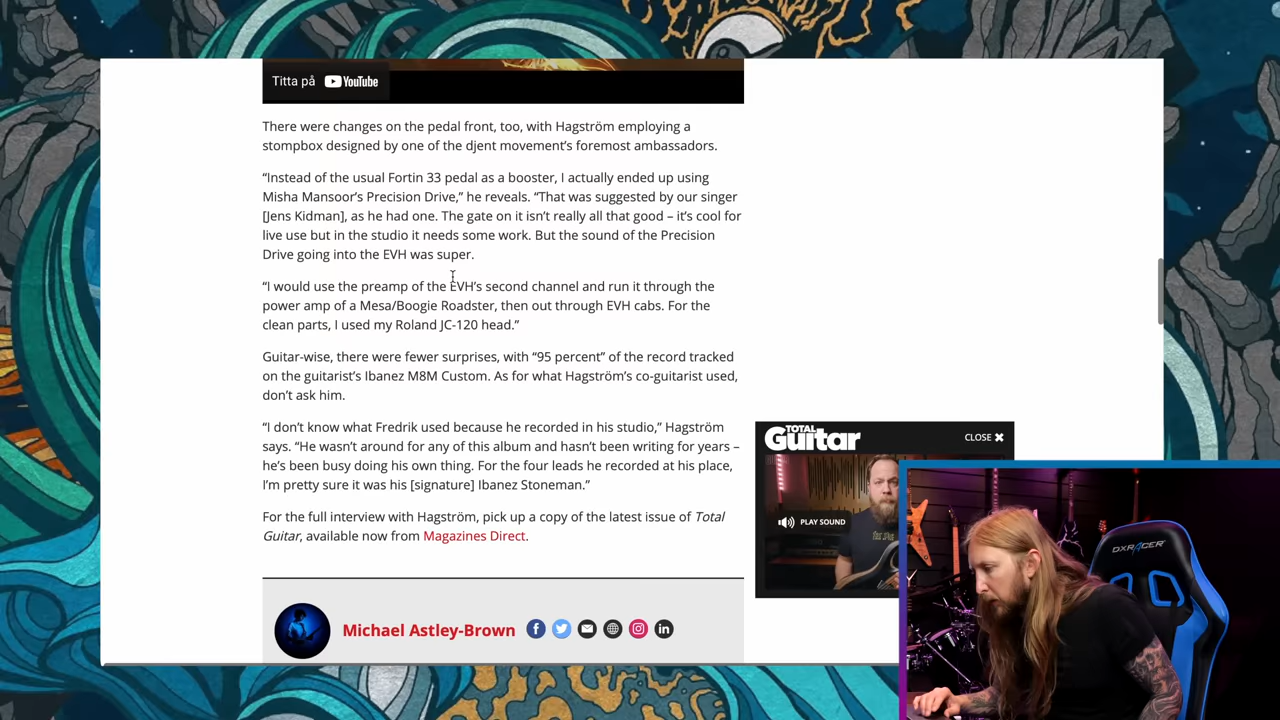 Titta på YouTube
There were changes on the pedal front, too, with Hagström employing a
stompbox designed by one of the djent movement's foremost ambassadors.
“Instead of the usual Fortin 33 pedal as a booster, I actually ended up using
Misha Mansoor's Precision Drive,” he reveals. “That was suggested by our singer
[Jens Kidman], as he had one. The gate on it isn't really all that good – it's cool for
live use but in the studio it needs some work. But the sound of the Precision
Drive going into the EVH was super.
“I would use the preamp of the EVH's second channel and run it through the
power amp of a Mesa/Boogie Roadster, then out through EVH cabs. For the
clean parts, I used my Roland JC-120 head.”
Guitar-wise, there were fewer surprises, with “95 percent” of the record tracked
on the guitarist's Ibanez M8M Custom. As for what Hagström's co-guitarist used,
don't ask him.
“I don't know what Fredrik used because he recorded in his studio,” Hagström
says. “He wasn't around for any of this album and hasn't been writing for years –
he's been busy doing his own thing. For the four leads he recorded at his place,
I'm pretty sure it was his [signature] Ibanez Stoneman.”
For the full interview with Hagström, pick up a copy of the latest issue of Total
Guitar, available now from Magazines Direct.
Michael Astley-Brown
TOTAL
Guitar
CLOSE ✖
PLAY SOUND
DXRACER